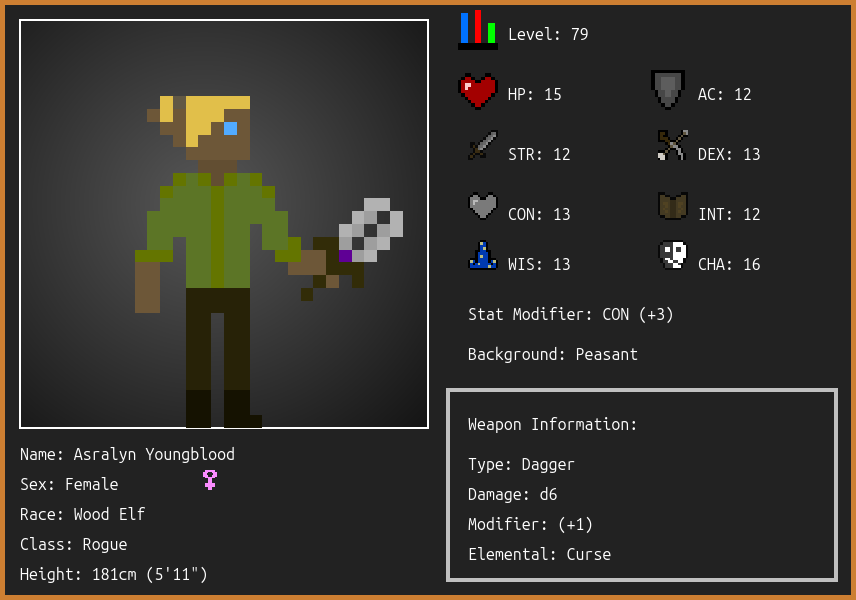 Level: 79
HP: 15
AC: 12
STR: 12
DEX: 13
CON: 13
INT: 12
WIS: 13
CHA: 16
Stat Modifier: CON (+3)
Background: Peasant
Weapon Information:
Type: Dagger
Damage: d6
Modifier: (+1)
Elemental: Curse
Name: Asralyn Youngblood
Sex: Female
Race: Wood Elf
Class: Rogue
Height: 181cm (5'11")